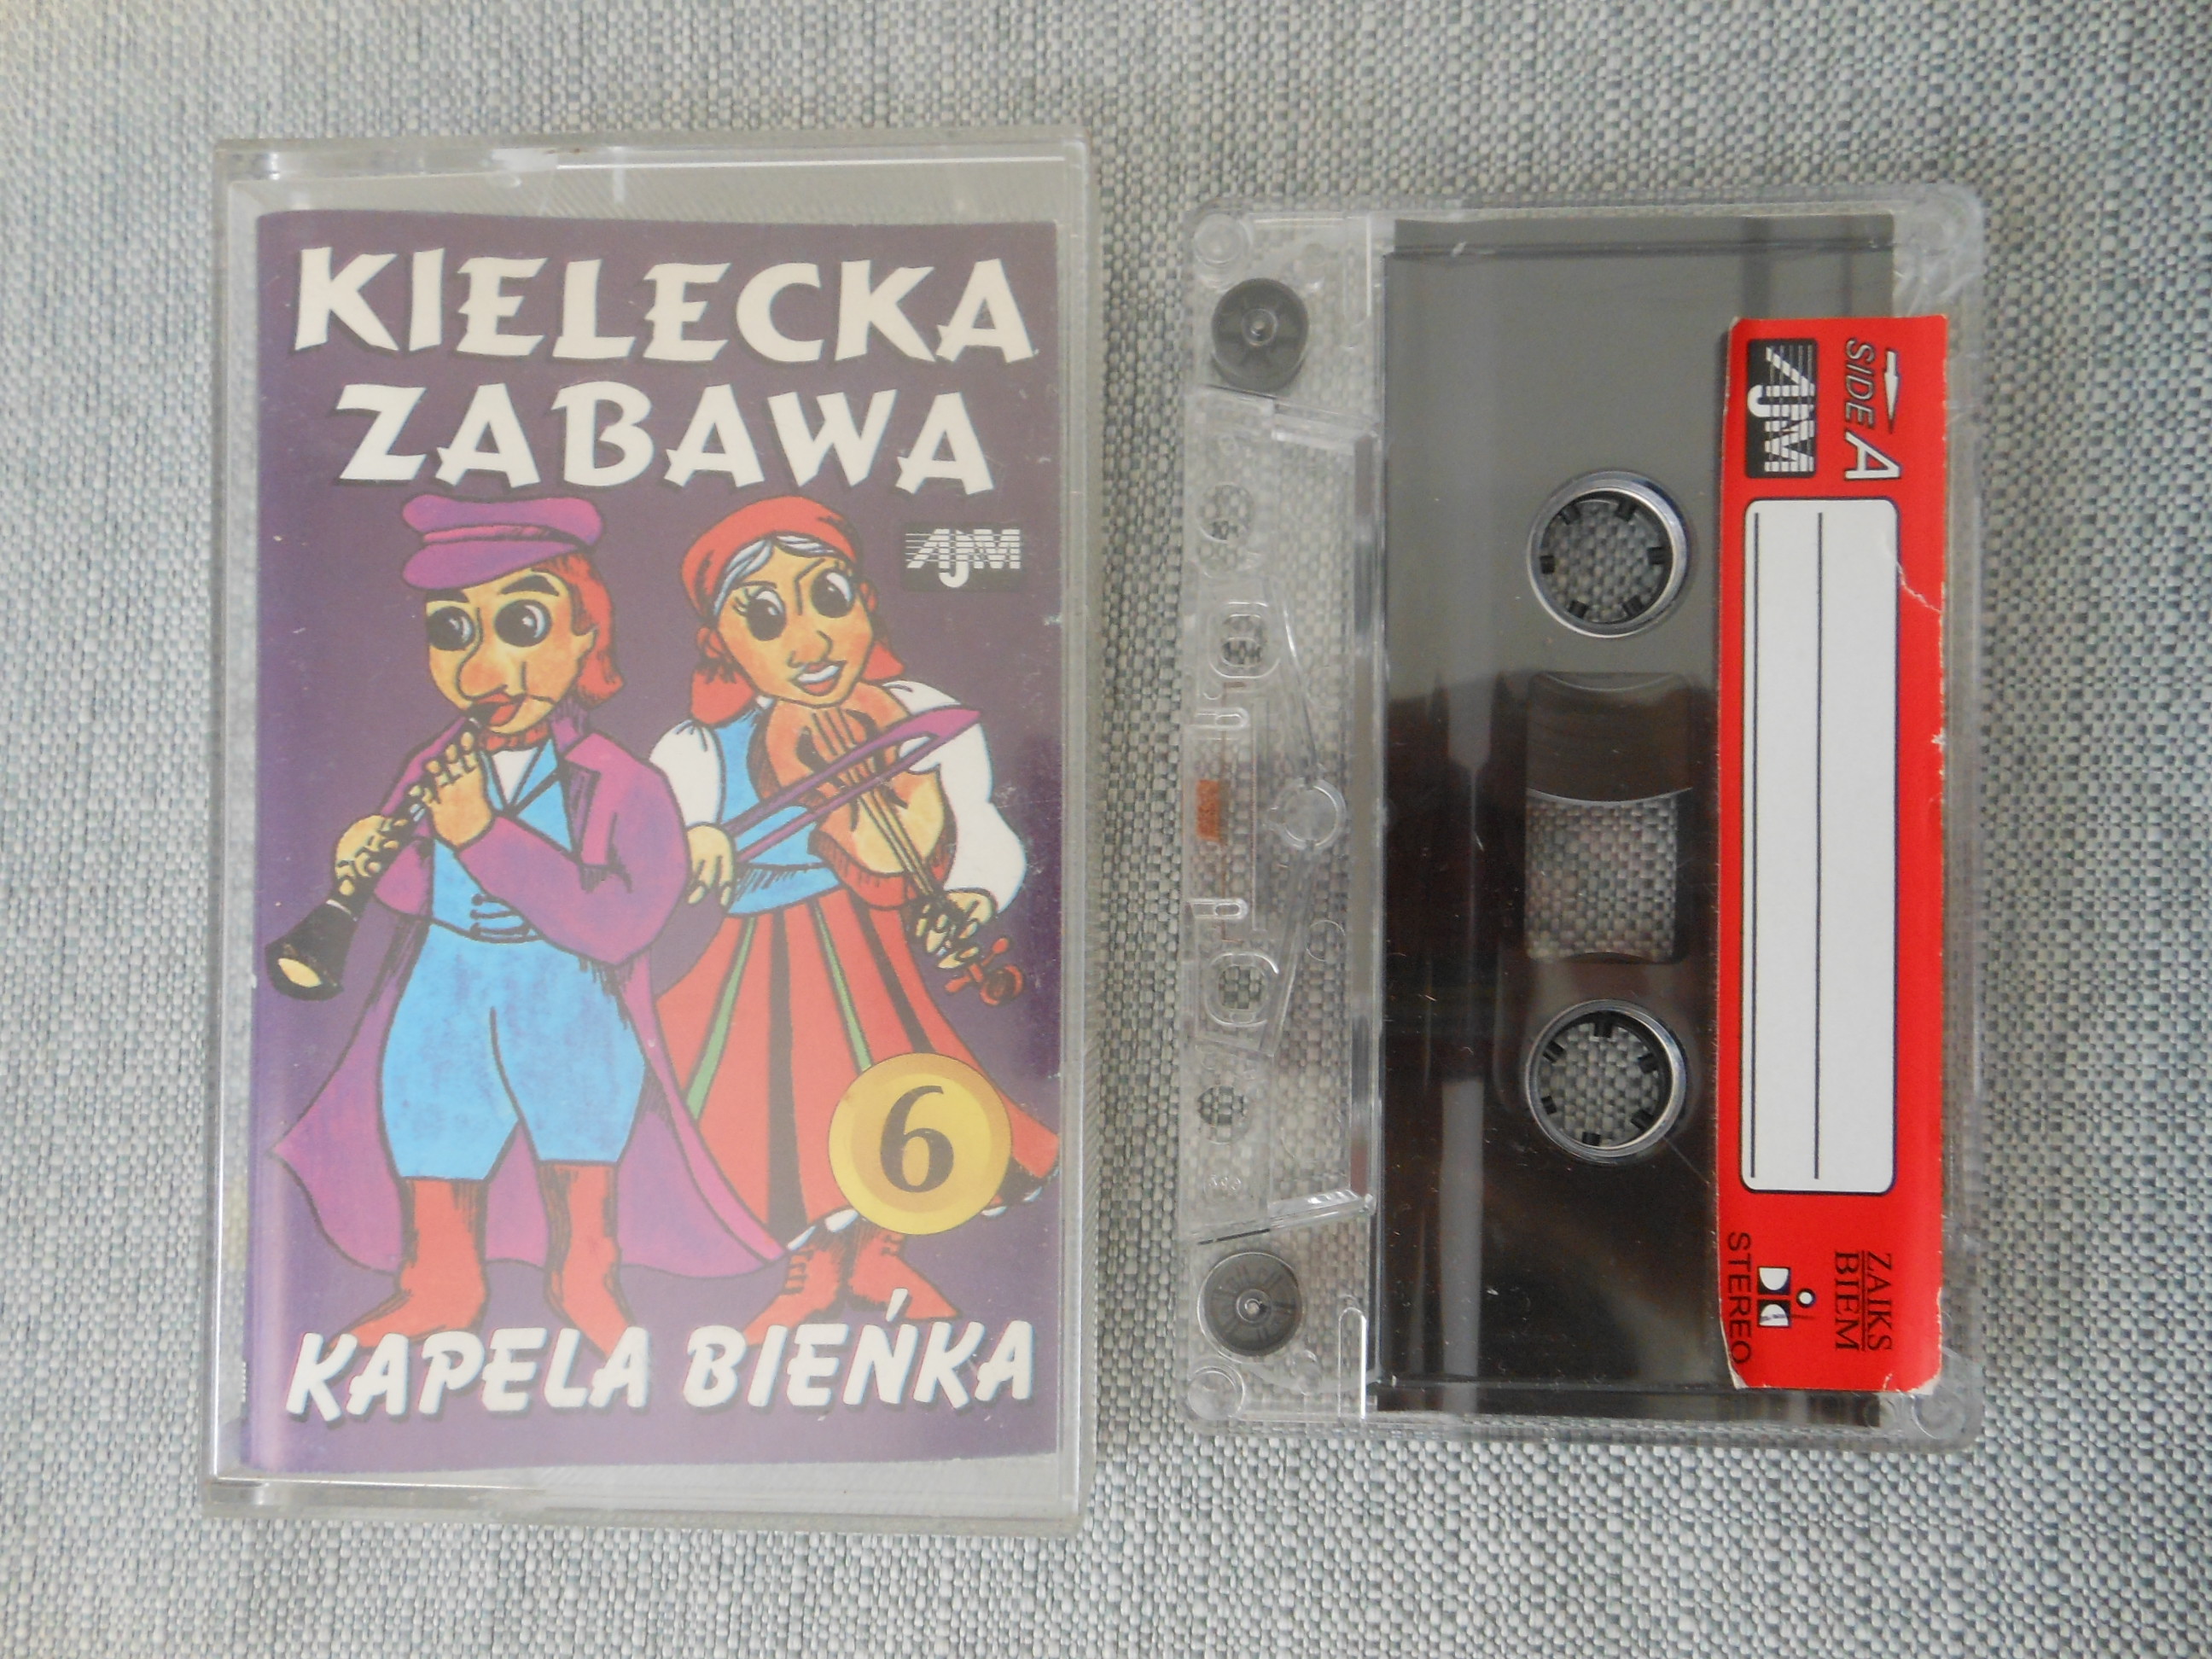 KIELECKA
ZABAWA
AJM
6
KAPELA BIEŃKA
SIDE A
AJM
ZAIKS
BIEM
STEREO